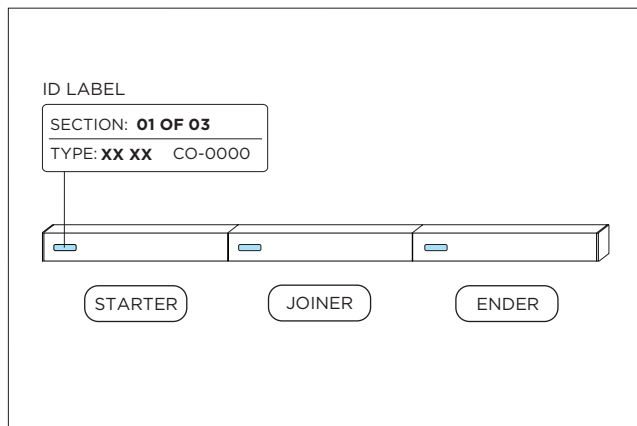 ID LABEL
SECTION: 01 OF 03
TYPE: XX XX CO-0000
STARTER JOINER ENDER